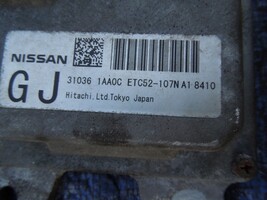 NISSAN
GJ
31036 1AA0C ETC52-107N A1 8410
Hitachi,Ltd.Tokyo Japan